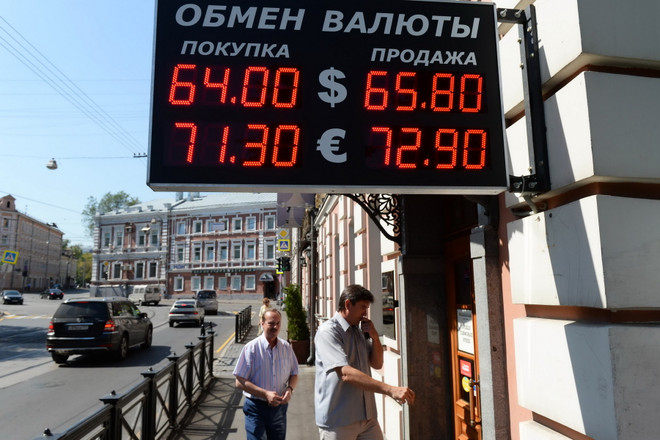 ОБМЕН ВАЛЮТЫ
ПОКУПКА ПРОДАЖА
64.00 $ 65.80
71.30 € 72.90